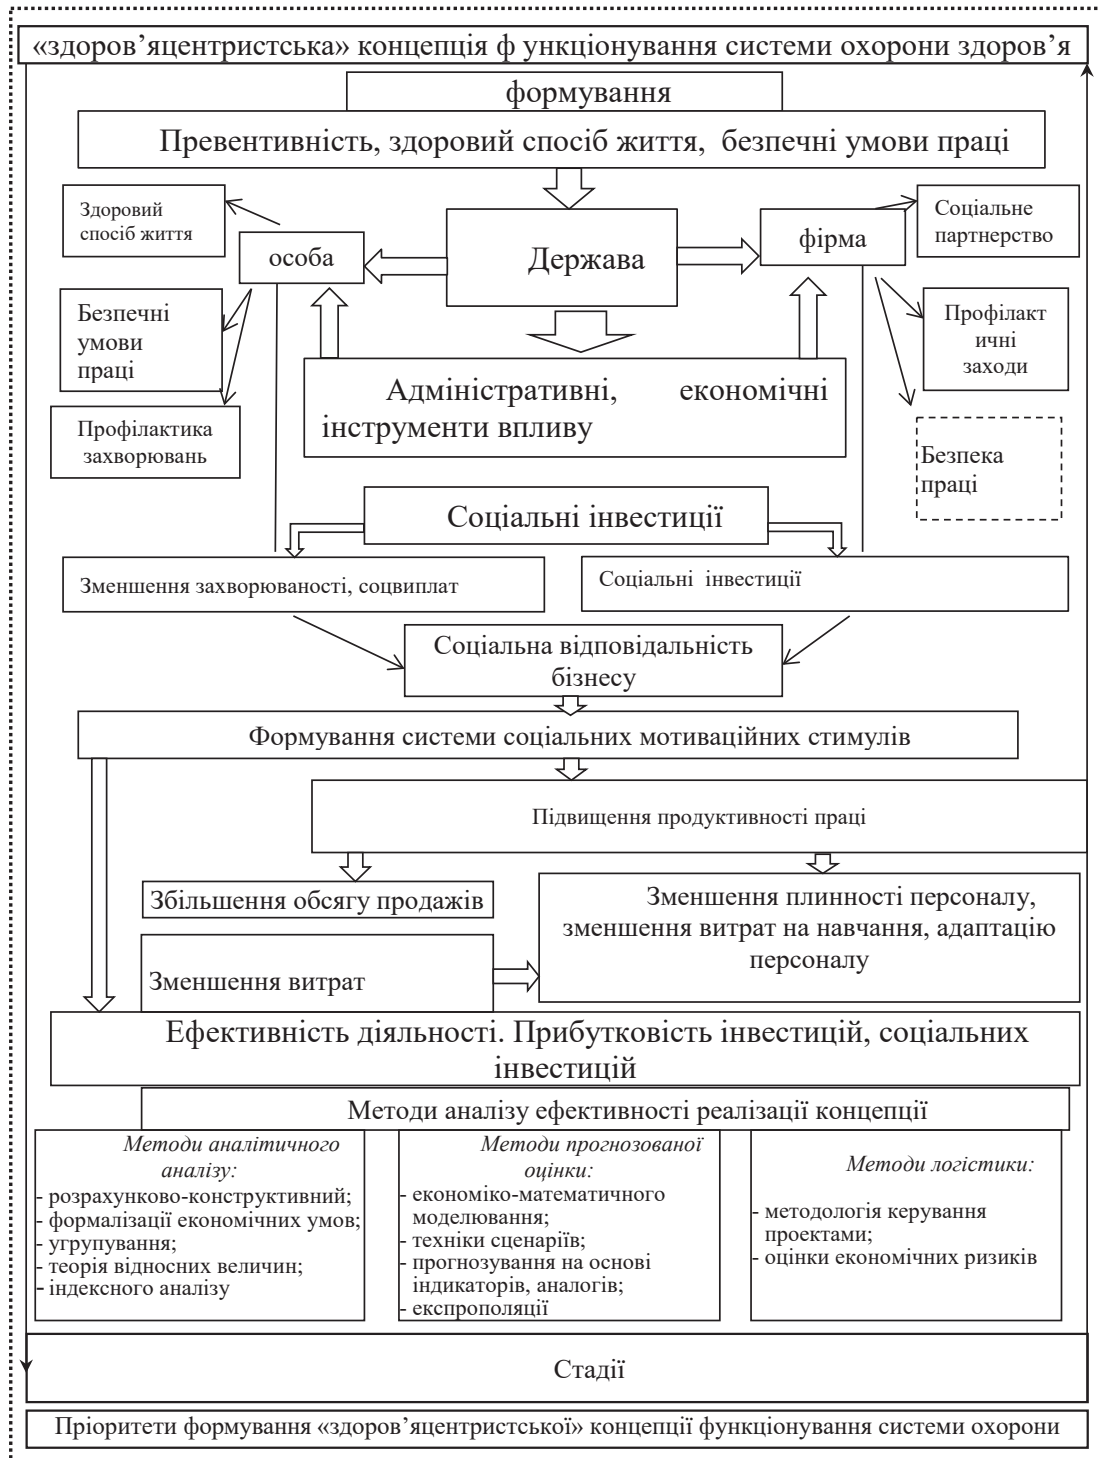 «здоров’яцентристська» концепція ф ункціонування системи охорони здоров’я
формування
Превентивність, здоровий спосіб життя, безпечні умови праці
Здоровий
спосіб життя
особа
Держава
фірма
Соціальне
партнерство
Безпечні
умови
праці
Профілакт
ичні
заходи
Адміністративні, економічні
інструменти впливу
Профілактика
захворювань
Безпека
праці
Соціальні інвестиції
Зменшення захворюваності, соцвиплат
Соціальні інвестиції
Соціальна відповідальність
бізнесу
Формування системи соціальних мотиваційних стимулів
Підвищення продуктивності праці
Збільшення обсягу продажів
Зменшення плинності персоналу,
зменшення витрат на навчання, адаптацію
персоналу
Зменшення витрат
Ефективність діяльності. Прибутковість інвестицій, соціальних
інвестицій
Методи аналізу ефективності реалізації концепції
Методи аналітичного
аналізу:
- розрахунково-конструктивний;
- формалізації економічних умов;
- угрупування;
- теорія відносних величин;
- індексного аналізу
Методи прогнозованої
оцінки:
- економіко-математичного
моделювання;
- техніки сценаріїв;
- прогнозування на основі
індикаторів, аналогів;
- експрополяції
Методи логістики:
- методологія керування
проектами;
- оцінки економічних ризиків
Стадії
Пріоритети формування «здоров’яцентристської» концепції функціонування системи охорони